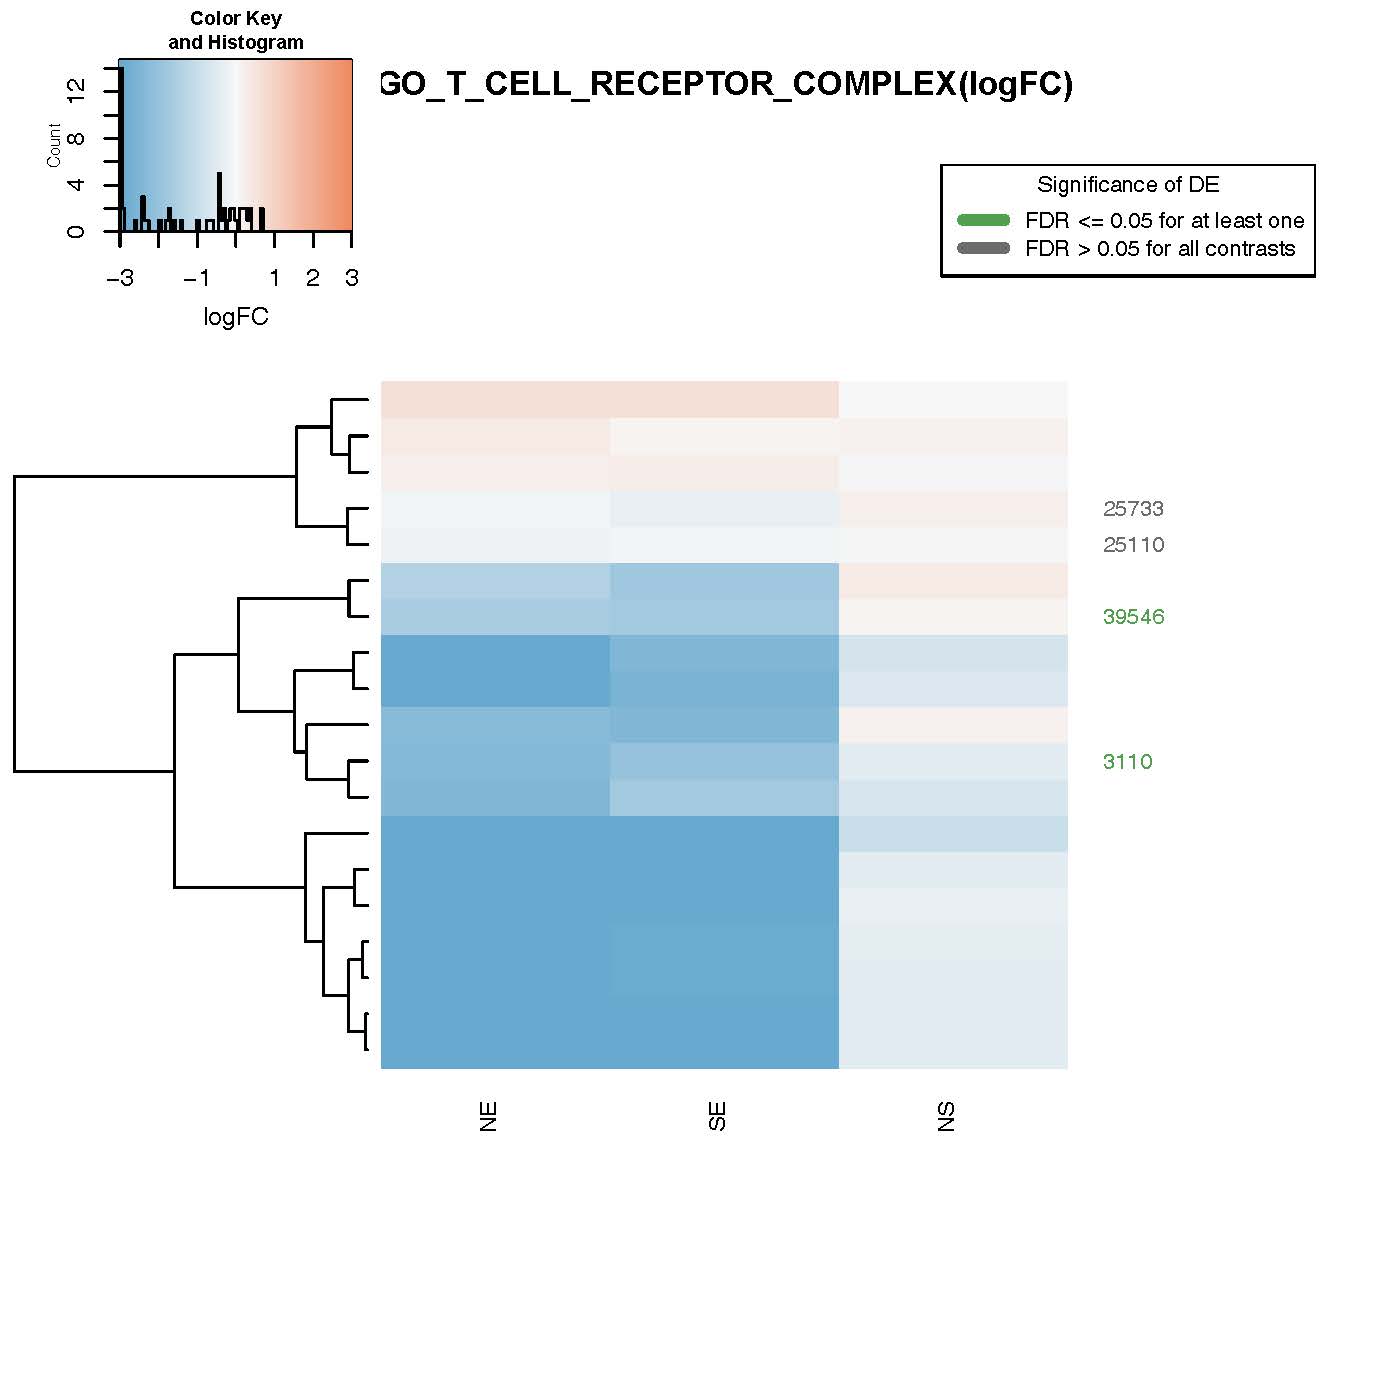 Color Key
and Histogram
GO_T_CELL_RECEPTOR_COMPLEX(logFC)
Count
0 4 8 12
−3 −1 1 2 3
logFC
Significance of DE
FDR <= 0.05 for at least one
FDR > 0.05 for all contrasts
25733
25110
39546
3110
NE SE NS